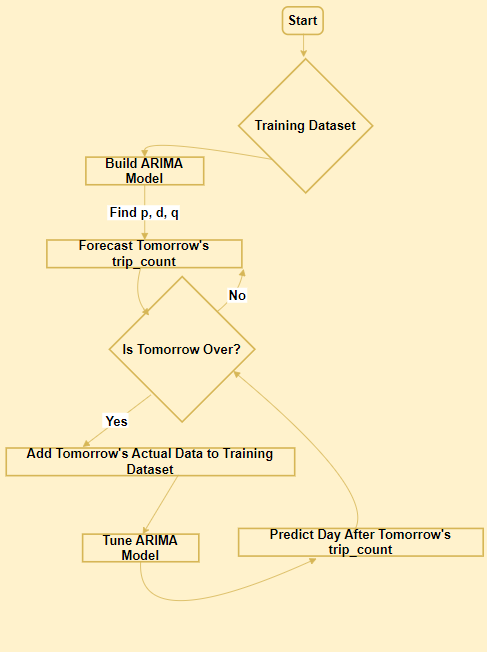 Start
Training Dataset
Build ARIMA
Model
Find p, d, q
Forecast Tomorrow's
trip_count
No
Is Tomorrow Over?
Yes
Add Tomorrow's Actual Data to Training
Dataset
Tune ARIMA
Model
Predict Day After Tomorrow's
trip_count